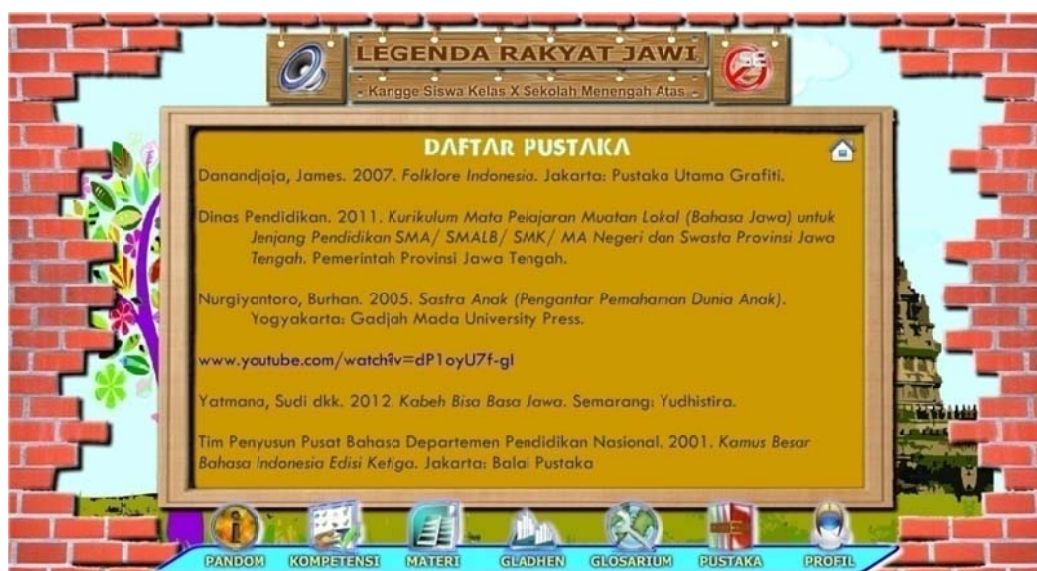 LEGENDA RAKYAT JAWI
Kangge Siswa Kelas X Sekolah Menengah Atas
SE
DAFTAR PUSTAKA
Danandjaja, James. 2007. Folklore Indonesia. Jakarta: Pustaka Utama Grafiti.
Dinas Pendidikan. 2011. Kurikulum Mata Pelajaran Muatan Lokal (Bahasa Jawa) untuk
Jenjang Pendidikan SMA/ SMALB/ SMK/ MA Negeri dan Swasta Provinsi Jawa
Tengah. Pemerintah Provinsi Jawa Tengah.
Nurgiyantoro, Burhan. 2005. Sastra Anak (Pengantar Pemahaman Dunia Anak).
Yogyakarta: Gadjah Mada University Press.
www.youtube.com/watch?v=dP1oyU7f-gI
Yatmana, Sudi dkk. 2012. Kabeh Bisa Basa Jawa. Semarang: Yudhistira.
Tim Penyusun Pusat Bahasa Departemen Pendidikan Nasional. 2001. Kamus Besar
Bahasa Indonesia Edisi Ketiga. Jakarta: Balai Pustaka
PANDOM KOMPETENSI MATERI GLADHEN GLOSARIUM PUSTAKA PROFIL